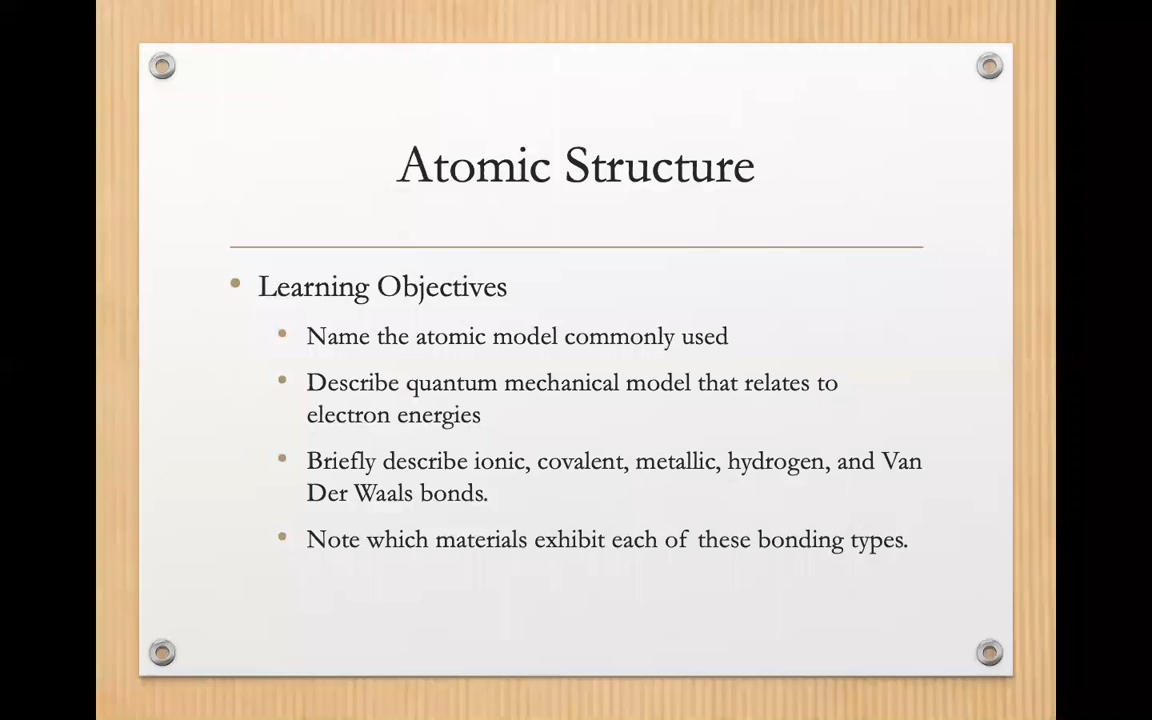 Atomic Structure
Learning Objectives
Name the atomic model commonly used
Describe quantum mechanical model that relates to
electron energies
Briefly describe ionic, covalent, metallic, hydrogen, and Van
Der Waals bonds.
Note which materials exhibit each of these bonding types.